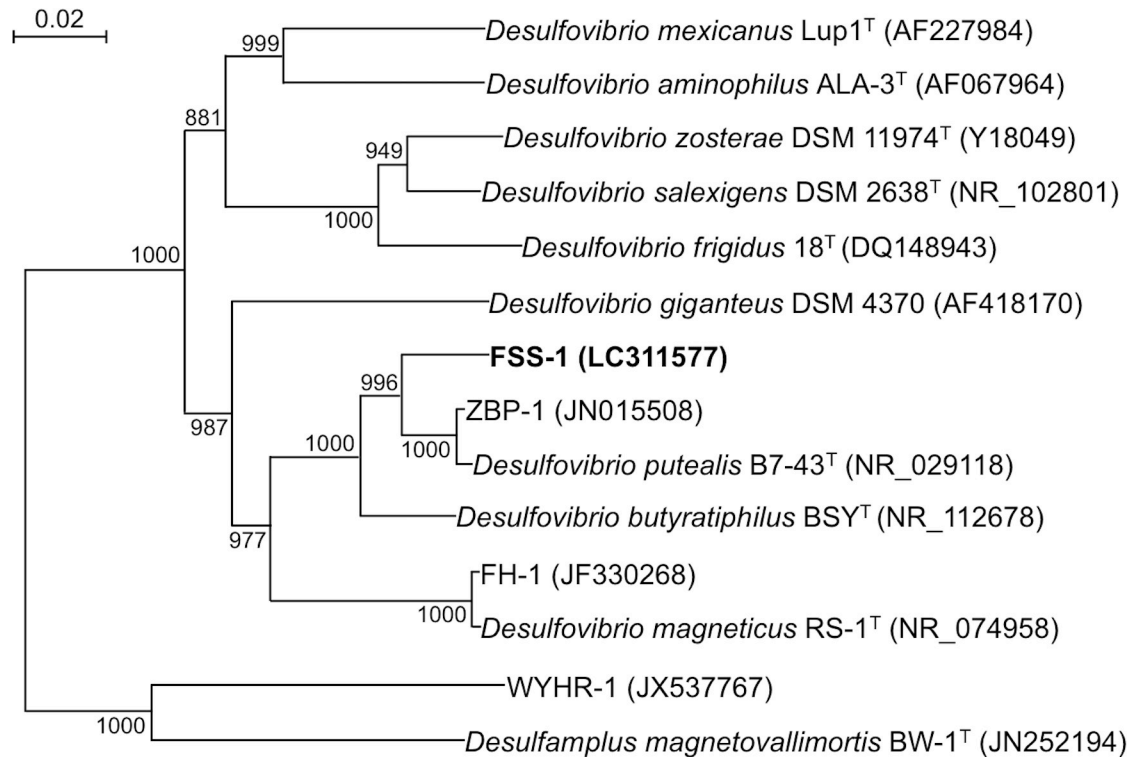 0.02
999
Desulfovibrio mexicanus Lup1ᵀ (AF227984)
Desulfovibrio aminophilus ALA-3ᵀ (AF067964)
881
949
Desulfovibrio zosterae DSM 11974ᵀ (Y18049)
Desulfovibrio salexigens DSM 2638ᵀ (NR_102801)
1000
Desulfovibrio frigidus 18ᵀ (DQ148943)
1000
Desulfovibrio giganteus DSM 4370 (AF418170)
FSS-1 (LC311577)
996
ZBP-1 (JN015508)
987
1000
1000
Desulfovibrio putealis B7-43ᵀ (NR_029118)
Desulfovibrio butyratiphilus BSYᵀ (NR_112678)
977
FH-1 (JF330268)
1000
Desulfovibrio magneticus RS-1ᵀ (NR_074958)
WYHR-1 (JX537767)
1000
Desulfamplus magnetovallimortis BW-1ᵀ (JN252194)